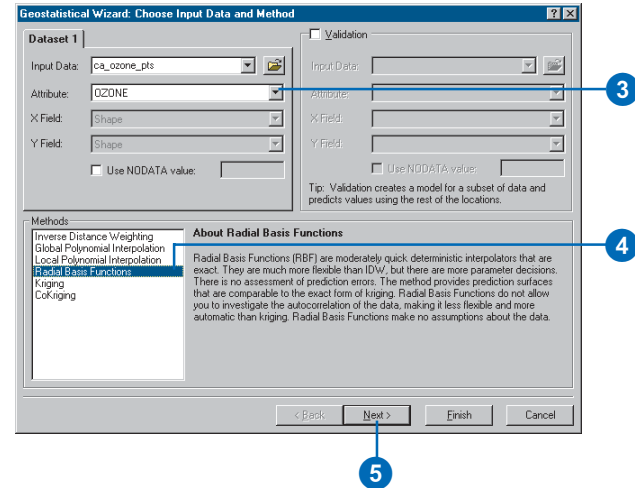 Geostatistical Wizard: Choose Input Data and Method
Dataset 1
Input Data: ca_ozone_pts
Attribute: OZONE
X Field: Shape
Y Field: Shape
Use NODATA value:
Validation
Input Data:
Attribute:
X Field:
Y Field:
Use NODATA value:
Tip: Validation creates a model for a subset of data and
predicts values using the rest of the locations.
3
Methods
Inverse Distance Weighting
Global Polynomial Interpolation
Local Polynomial Interpolation
Radial Basis Functions
Kriging
CoKriging
About Radial Basis Functions
Radial Basis Functions (RBF) are moderately quick deterministic interpolators that are
exact. They are much more flexible than IDW, but there are more parameter decisions.
There is no assessment of prediction errors. The method provides prediction surfaces
that are comparable to the exact form of kriging. Radial Basis Functions do not allow
you to investigate the autocorrelation of the data, making it less flexible and more
automatic than kriging. Radial Basis Functions make no assumptions about the data.
4
< Back
Next >
Finish
Cancel
5